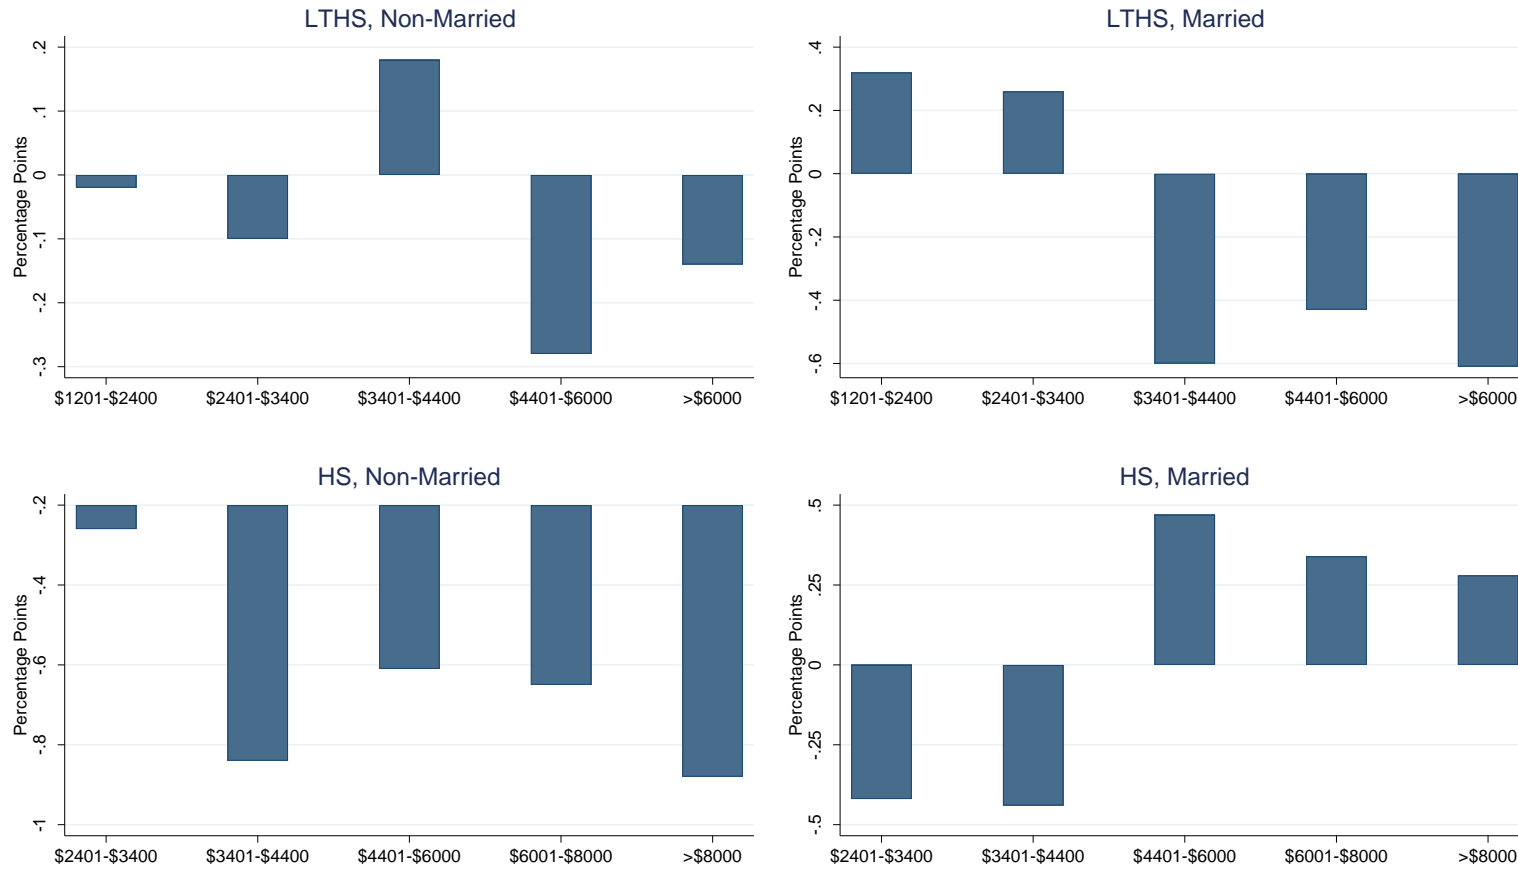 LTHS, Non-Married
Percentage Points
.2
.1
0
-.1
-.2
-.3
$1201-$2400 $2401-$3400 $3401-$4400 $4401-$6000 >$6000
LTHS, Married
Percentage Points
.4
.2
0
-.2
-.4
-.6
$1201-$2400 $2401-$3400 $3401-$4400 $4401-$6000 >$6000
HS, Non-Married
Percentage Points
-.2
-.4
-.6
-.8
-1
$2401-$3400 $3401-$4400 $4401-$6000 $6001-$8000 >$8000
HS, Married
Percentage Points
.5
.25
0
-.25
-.5
$2401-$3400 $3401-$4400 $4401-$6000 $6001-$8000 >$8000